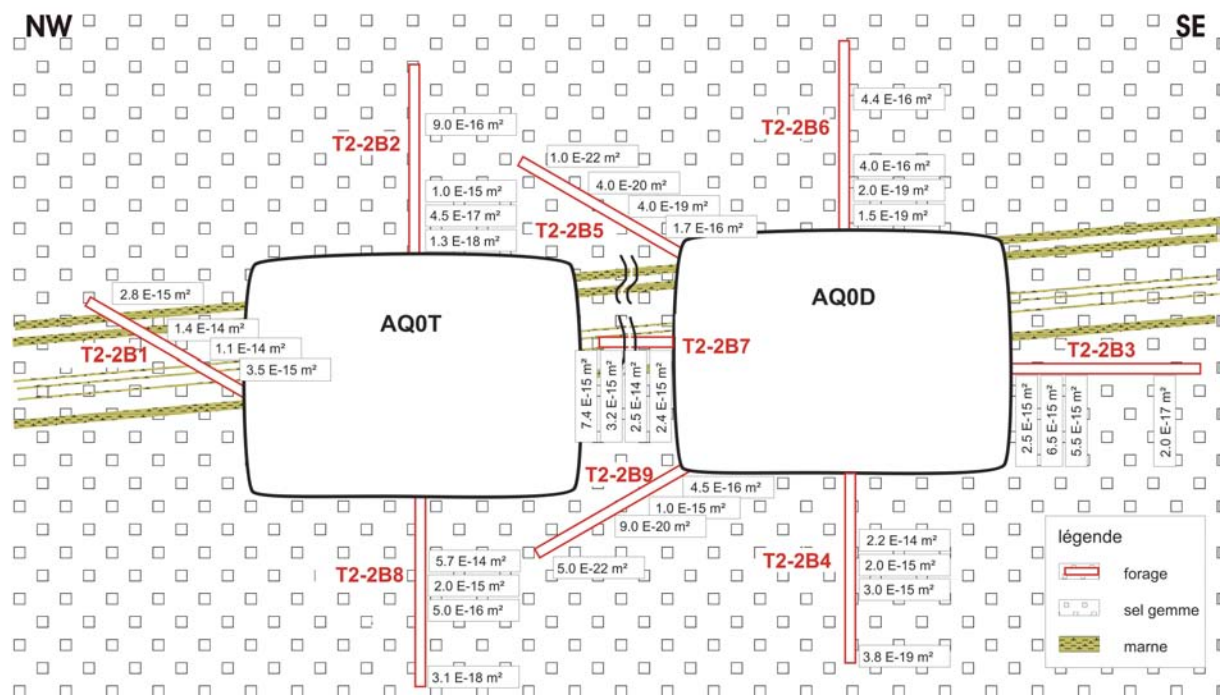 NW
SE
T2-2B2
9.0 E-16 m²
1.0 E-15 m²
4.5 E-17 m²
1.3 E-18 m²
T2-2B5
1.0 E-22 m²
4.0 E-20 m²
4.0 E-19 m²
1.7 E-16 m²
T2-2B6
4.4 E-16 m²
4.0 E-16 m²
2.0 E-19 m²
1.5 E-19 m²
T2-2B1
2.8 E-15 m²
1.4 E-14 m²
1.1 E-14 m²
3.5 E-15 m²
AQ0T
AQ0D
T2-2B7
7.4 E-15 m²
3.2 E-15 m²
2.5 E-14 m²
2.4 E-15 m²
T2-2B3
2.5 E-15 m²
6.5 E-15 m²
5.5 E-15 m²
2.0 E-17 m²
T2-2B9
4.5 E-16 m²
1.0 E-15 m²
9.0 E-20 m²
5.0 E-22 m²
T2-2B8
5.7 E-14 m²
2.0 E-15 m²
5.0 E-16 m²
3.1 E-18 m²
T2-2B4
2.2 E-14 m²
2.0 E-15 m²
3.0 E-15 m²
3.8 E-19 m²
légende
forage
sel gemme
marne